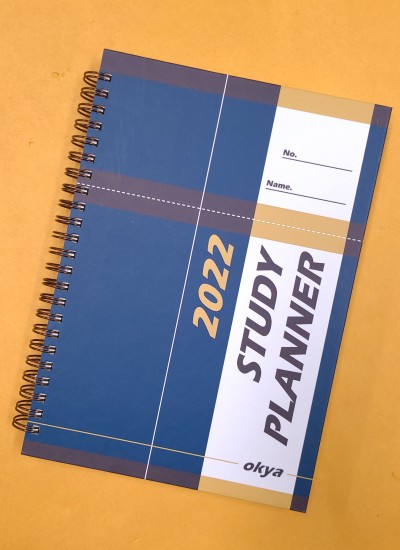 No.
Name.
2022
STUDY
PLANNER
okya